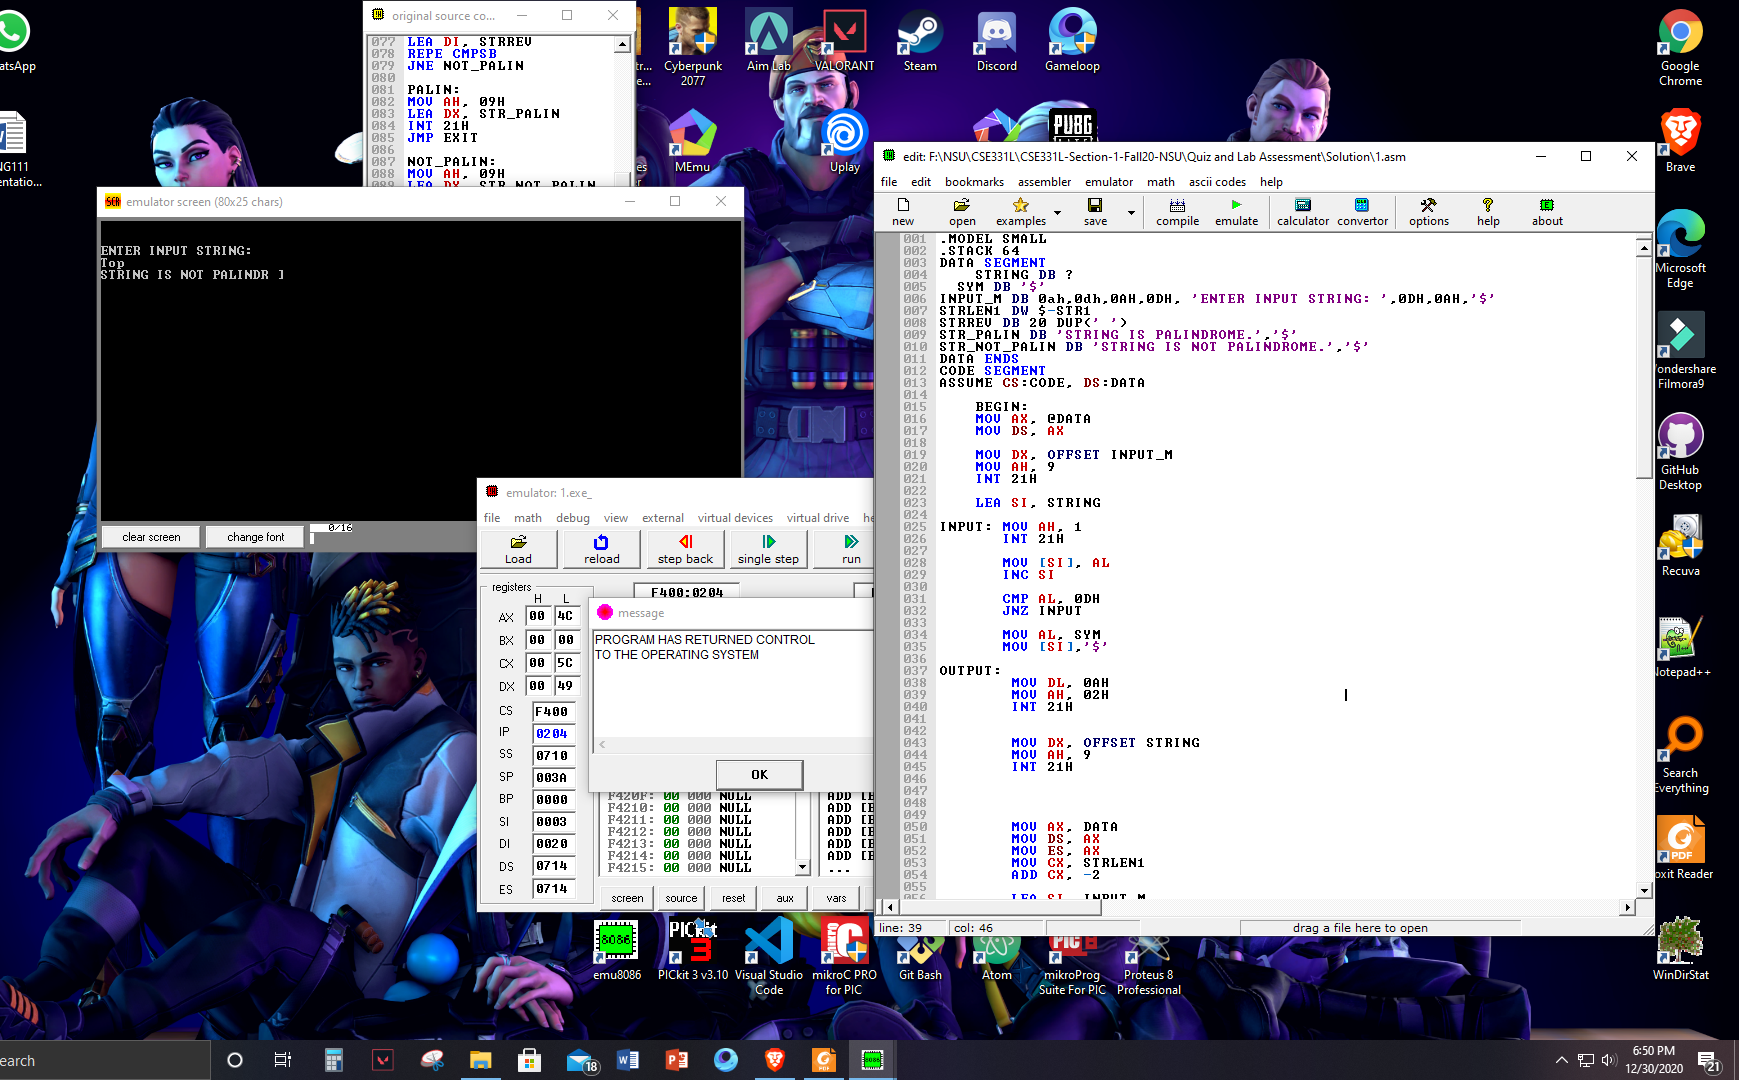 original source co...
077 LEA DI, STRREV
078 REPE CMPSB
079 JNE NOT_PALIN
080
081 PALIN:
082 MOV AH, 09H
083 LEA DX, STR_PALIN
084 INT 21H
085 JMP EXIT
086
087 NOT_PALIN:
088 MOV AH, 09H
089 LEA DX, STR_NOT_PALIN
atsApp
NG111
entatio...
Cyberpunk
2077
Aim Lab
VALORANT
Steam
Discord
Gameloop
MEmu
Uplay
PUBG
Google
Chrome
Brave
Microsoft
Edge
ondershare
Filmora9
GitHub
Desktop
Recuva
Notepad++
Search
Everything
PDF
oxit Reader
WinDirStat
emulator screen (80x25 chars)
ENTER INPUT STRING:
Top
STRING IS NOT PALINDR ]
clear screen
change font
0/16
emulator: 1.exe_
file math debug view external virtual devices virtual drive he
Load reload step back single step run
registers
H L
F400:0204
AX 00 4C
BX 00 00
CX 00 5C
DX 00 49
CS F400
IP 0204
SS 0710
SP 003A
BP 0000
SI 0003
DI 0020
DS 0714
ES 0714
message
PROGRAM HAS RETURNED CONTROL
TO THE OPERATING SYSTEM
OK
F420F: 00 000 NULL
F4210: 00 000 NULL
F4212: 00 000 NULL
F4213: 00 000 NULL
F4214: 00 000 NULL
F4215: 00 000 NULL
ADD [B
ADD [B
ADD [B
ADD [B
ADD [B
ADD [B
...
screen source reset aux vars
edit: F:\NSU\CSE331L\CSE331L-Section-1-Fall20-NSU\Quiz and Lab Assessment\Solution\1.asm
file edit bookmarks assembler emulator math ascii codes help
new open examples save compile emulate calculator convertor options help about
001 .MODEL SMALL
002 .STACK 64
003 DATA SEGMENT
004 STRING DB ?
005 SYM DB '$'
006 INPUT_M DB 0ah,0dh,0AH,0DH, 'ENTER INPUT STRING: ',0DH,0AH,'$'
007 STRLEN1 DW $-STR1
008 STRREV DB 20 DUP(' ')
009 STR_PALIN DB 'STRING IS PALINDROME.','$'
010 STR_NOT_PALIN DB 'STRING IS NOT PALINDROME.','$'
011 DATA ENDS
012 CODE SEGMENT
013 ASSUME CS:CODE, DS:DATA
014
015 BEGIN:
016 MOV AX, @DATA
017 MOV DS, AX
018
019 MOV DX, OFFSET INPUT_M
020 MOV AH, 9
021 INT 21H
022
023 LEA SI, STRING
024
025 INPUT: MOV AH, 1
026 INT 21H
027
028 MOV [SI], AL
029 INC SI
030
031 CMP AL, 0DH
032 JNZ INPUT
033
034 MOV AL, SYM
035 MOV [SI],'$'
036
037 OUTPUT:
038 MOV DL, 0AH
039 MOV AH, 02H
040 INT 21H
041
042
043 MOV DX, OFFSET STRING
044 MOV AH, 9
045 INT 21H
046
047
048
049
050 MOV AX, DATA
051 MOV DS, AX
052 MOV ES, AX
053 MOV CX, STRLEN1
054 ADD CX, -2
055
056 LEA SI, INPUT_M
line: 39
col: 46
drag a file here to open
8086
emu8086
PICkit
3
PICkit 3 v3.10
Visual Studio
Code
mikroC PRO
for PIC
Git Bash
Atom
mikroProg
Suite For PIC
Proteus 8
Professional
earch
18
6:50 PM
12/30/2020
21